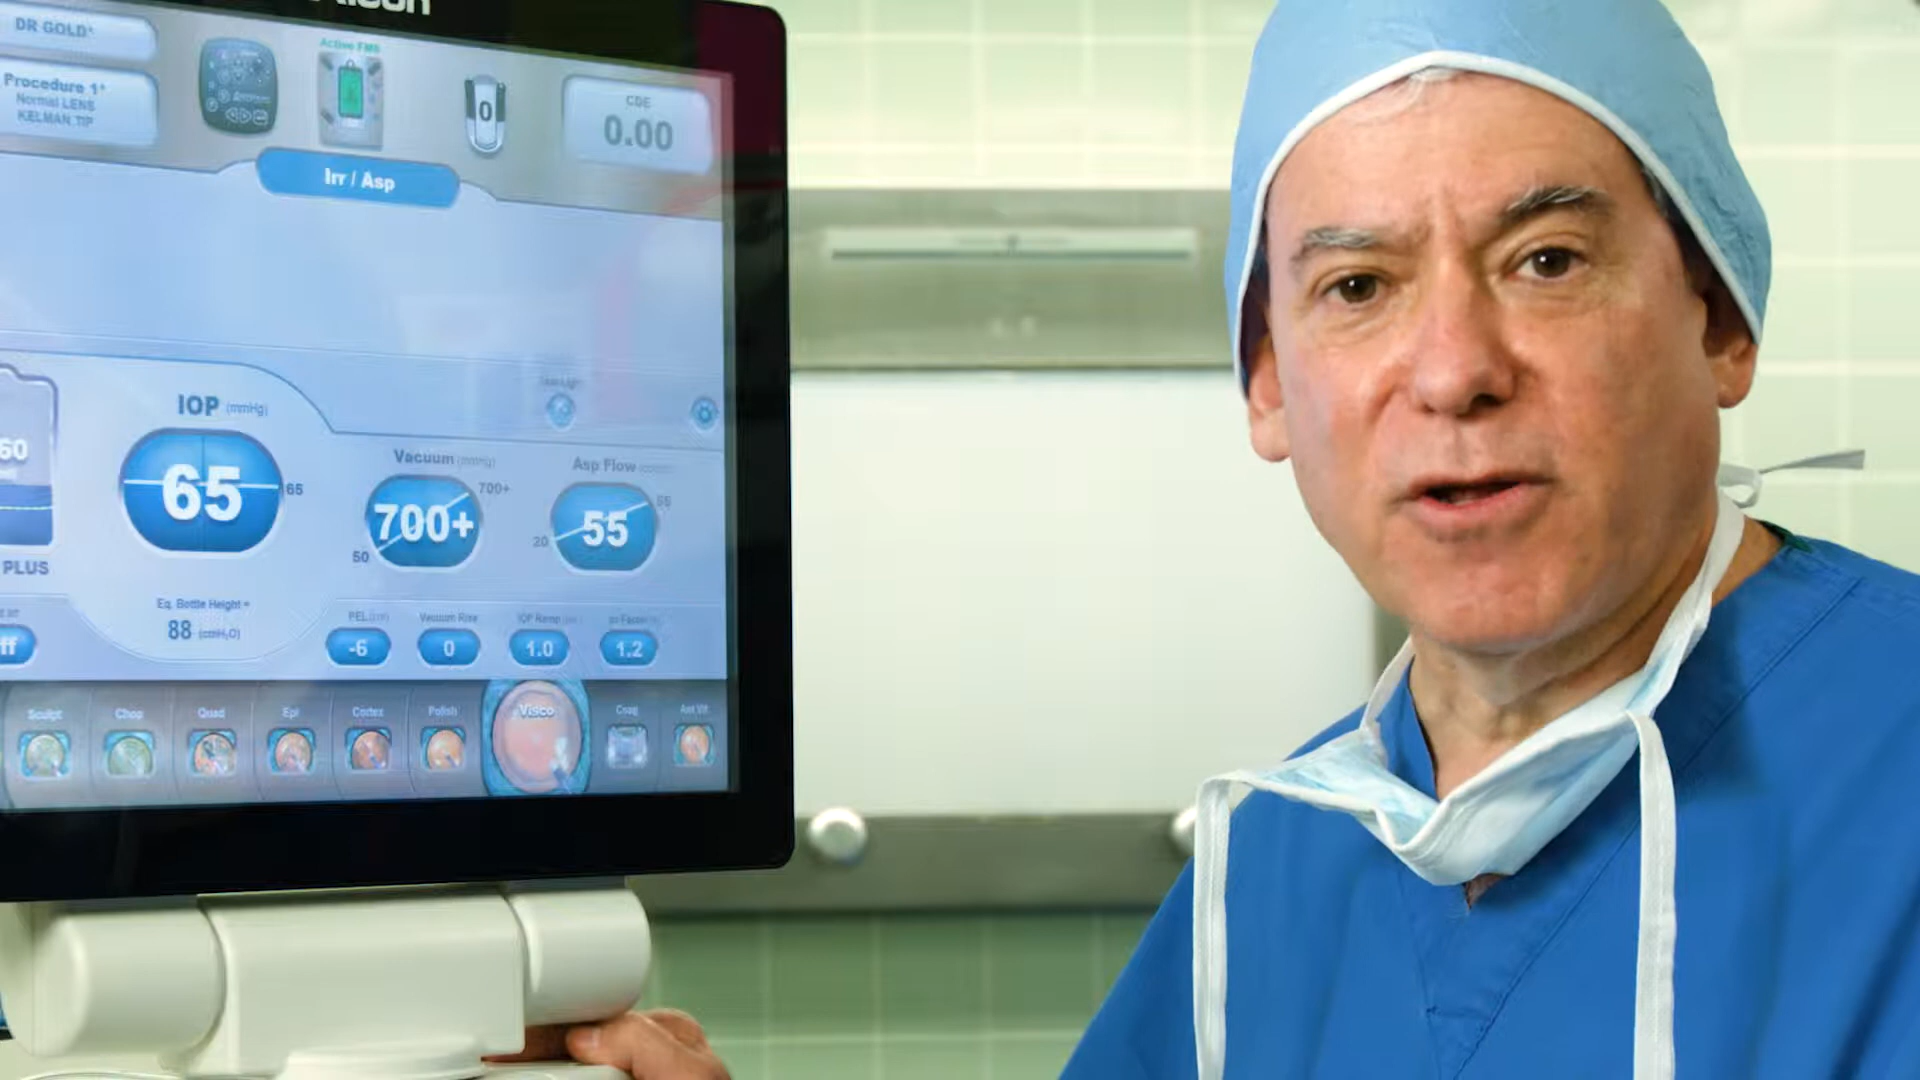 DR GOLD*
Active FMS
Procedure 1*
Normal LENS
KELMAN TIP
0
CDE
0.00
Irr / Asp
IOP (mmHg)
65
65
60
PLUS
Vacuum (mmHg)
700+
700+
50
Asp Flow
55
55
20
Eq. Bottle Height
88 (cmH₂O)
PEL
-6
Vacuum Rise
0
IOP Ramp
1.0
1.2
Sculpt
Chop
Quad
Epi
Cortex
Polish
Visco
Coag
Ant Vit